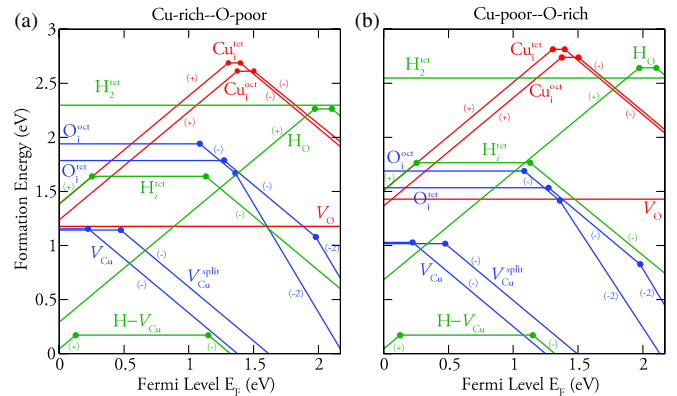 (a) Cu-rich--O-poor
Formation Energy (eV)
3
2.5
2
1.5
1
0.5
0
0 0.5 1 1.5 2
Fermi Level E_F (eV)
Cu_i^tet
Cu_i^oct
H_2^tet
(+)
(+)
(-)
(-)
O_i^oct
(+)
H_O
(-)
O_i^tet
(+)
H_i^tet
(-)
(-)
V_O
V_Cu
V_Cu^split
(-)
(-)
(-2)
(-2)
H–V_Cu
(+)
(-)
(b) Cu-poor--O-rich
0 0.5 1 1.5 2
Fermi Level E_F (eV)
Cu_i^tet
H_O
Cu_i^oct
H_2^tet
(+)
(+)
(-)
(-)
(+)
O_i^oct
H_i^tet
(+)
O_i^tet
(-)
(-)
V_O
V_Cu
V_Cu^split
(-)
(-)
(-2)
(-2)
H–V_Cu
(+)
(-)